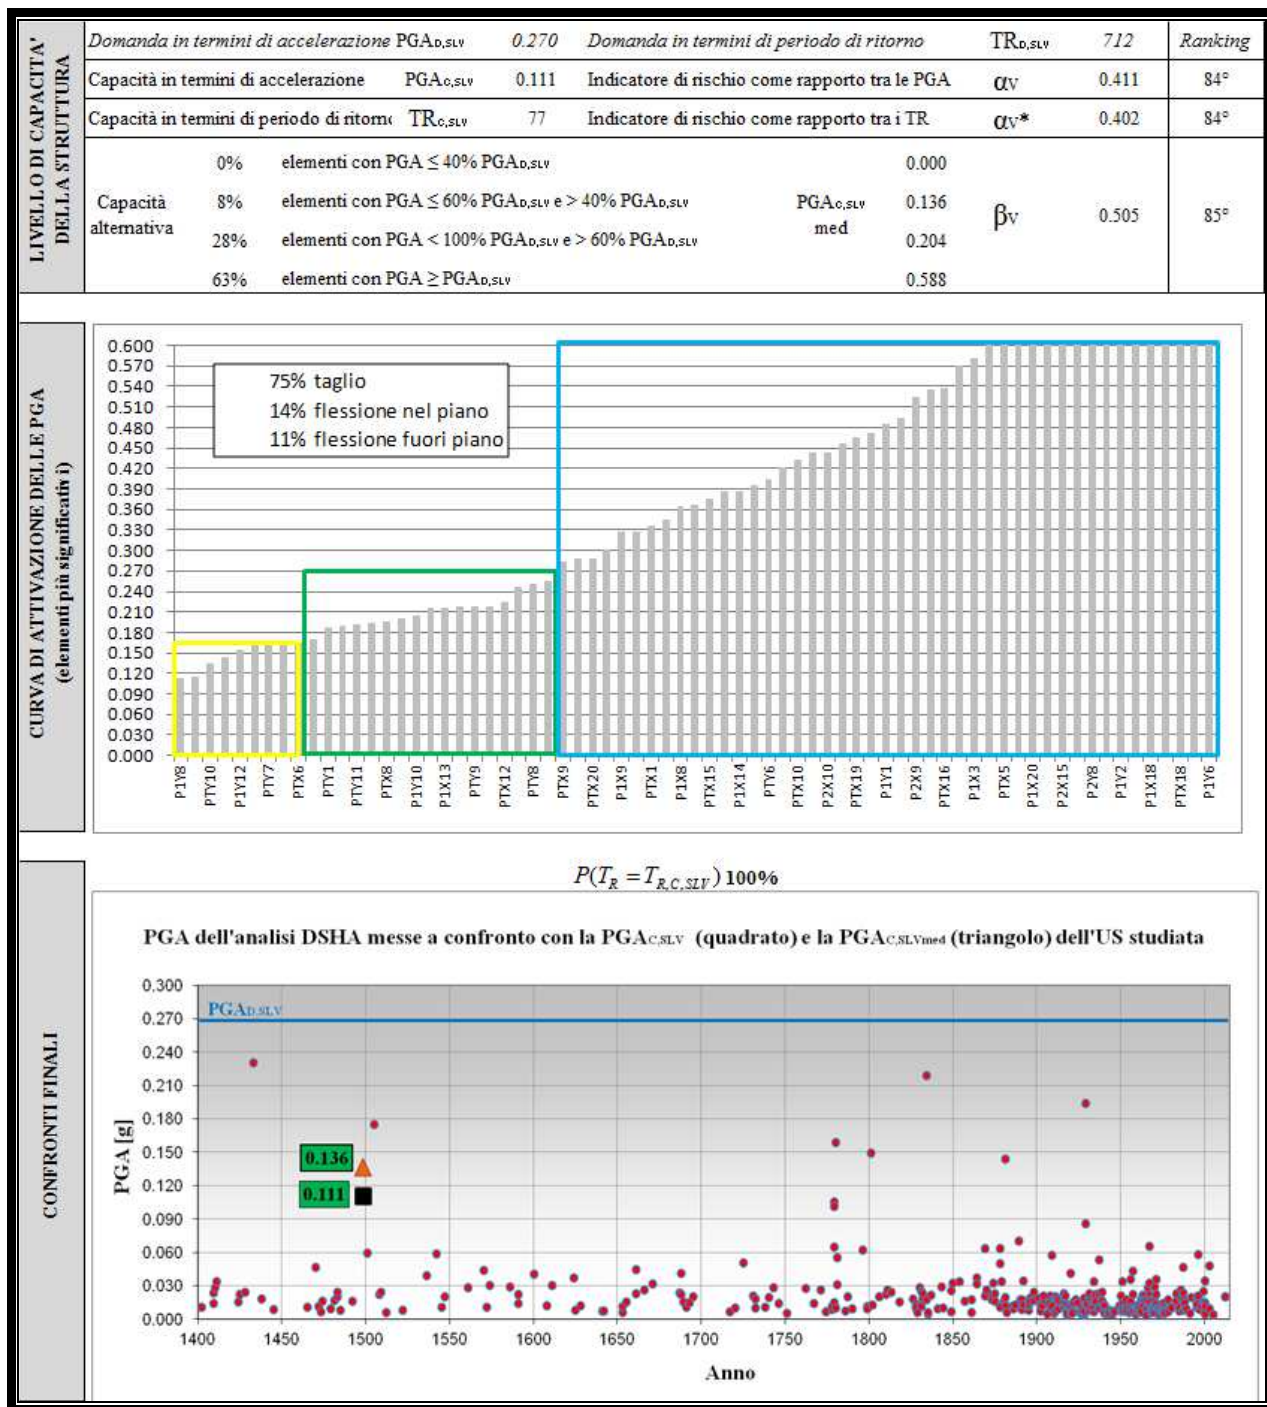 LIVELLO DI CAPACITA'
DELLA STRUTTURA
Domanda in termini di accelerazione PGAD,SLV 0.270 Domanda in termini di periodo di ritorno TRD,SLV 712 Ranking
Capacità in termini di accelerazione PGAC,SLV 0.111 Indicatore di rischio come rapporto tra le PGA αV 0.411 84°
Capacità in termini di periodo di ritorno TRC,SLV 77 Indicatore di rischio come rapporto tra i TR αV* 0.402 84°
Capacità
alternativa
0% elementi con PGA ≤ 40% PGAD,SLV 0.000
8% elementi con PGA ≤ 60% PGAD,SLV e > 40% PGAD,SLV 0.136
28% elementi con PGA < 100% PGAD,SLV e > 60% PGAD,SLV 0.204
63% elementi con PGA ≥ PGAD,SLV 0.588
PGAC,SLV
med
βV 0.505 85°
CURVA DI ATTIVAZIONE DELLE PGA
(elementi più significativi)
0.600
0.570
0.540
0.510
0.480
0.450
0.420
0.390
0.360
0.330
0.300
0.270
0.240
0.210
0.180
0.150
0.120
0.090
0.060
0.030
0.000
75% taglio
14% flessione nel piano
11% flessione fuori piano
P1Y8 PTY10 P1Y12 PTY7 PTX6 PTY1 PTY11 PTX8 P1Y10 P1X13 PTY9 PTX12 PTY8 PTX9 PTX20 P1X9 PTX1 P1X8 PTX15 P1X14 PTY6 PTX10 P2X10 PTX19 P1Y1 P2X9 PTX16 P1X3 PTX5 P1X20 P2X15 P2Y8 P1Y2 P1X18 PTX18 P1Y6
CONFRONTI FINALI
P(TR = TR,C,SLV) 100%
PGA dell'analisi DSHA messe a confronto con la PGAC,SLV (quadrato) e la PGAC,SLVmed (triangolo) dell'US studiata
PGAD,SLV
0.300
0.270
0.240
0.210
0.180
0.150
0.120
0.090
0.060
0.030
0.000
PGA [g]
0.136
0.111
1400 1450 1500 1550 1600 1650 1700 1750 1800 1850 1900 1950 2000
Anno